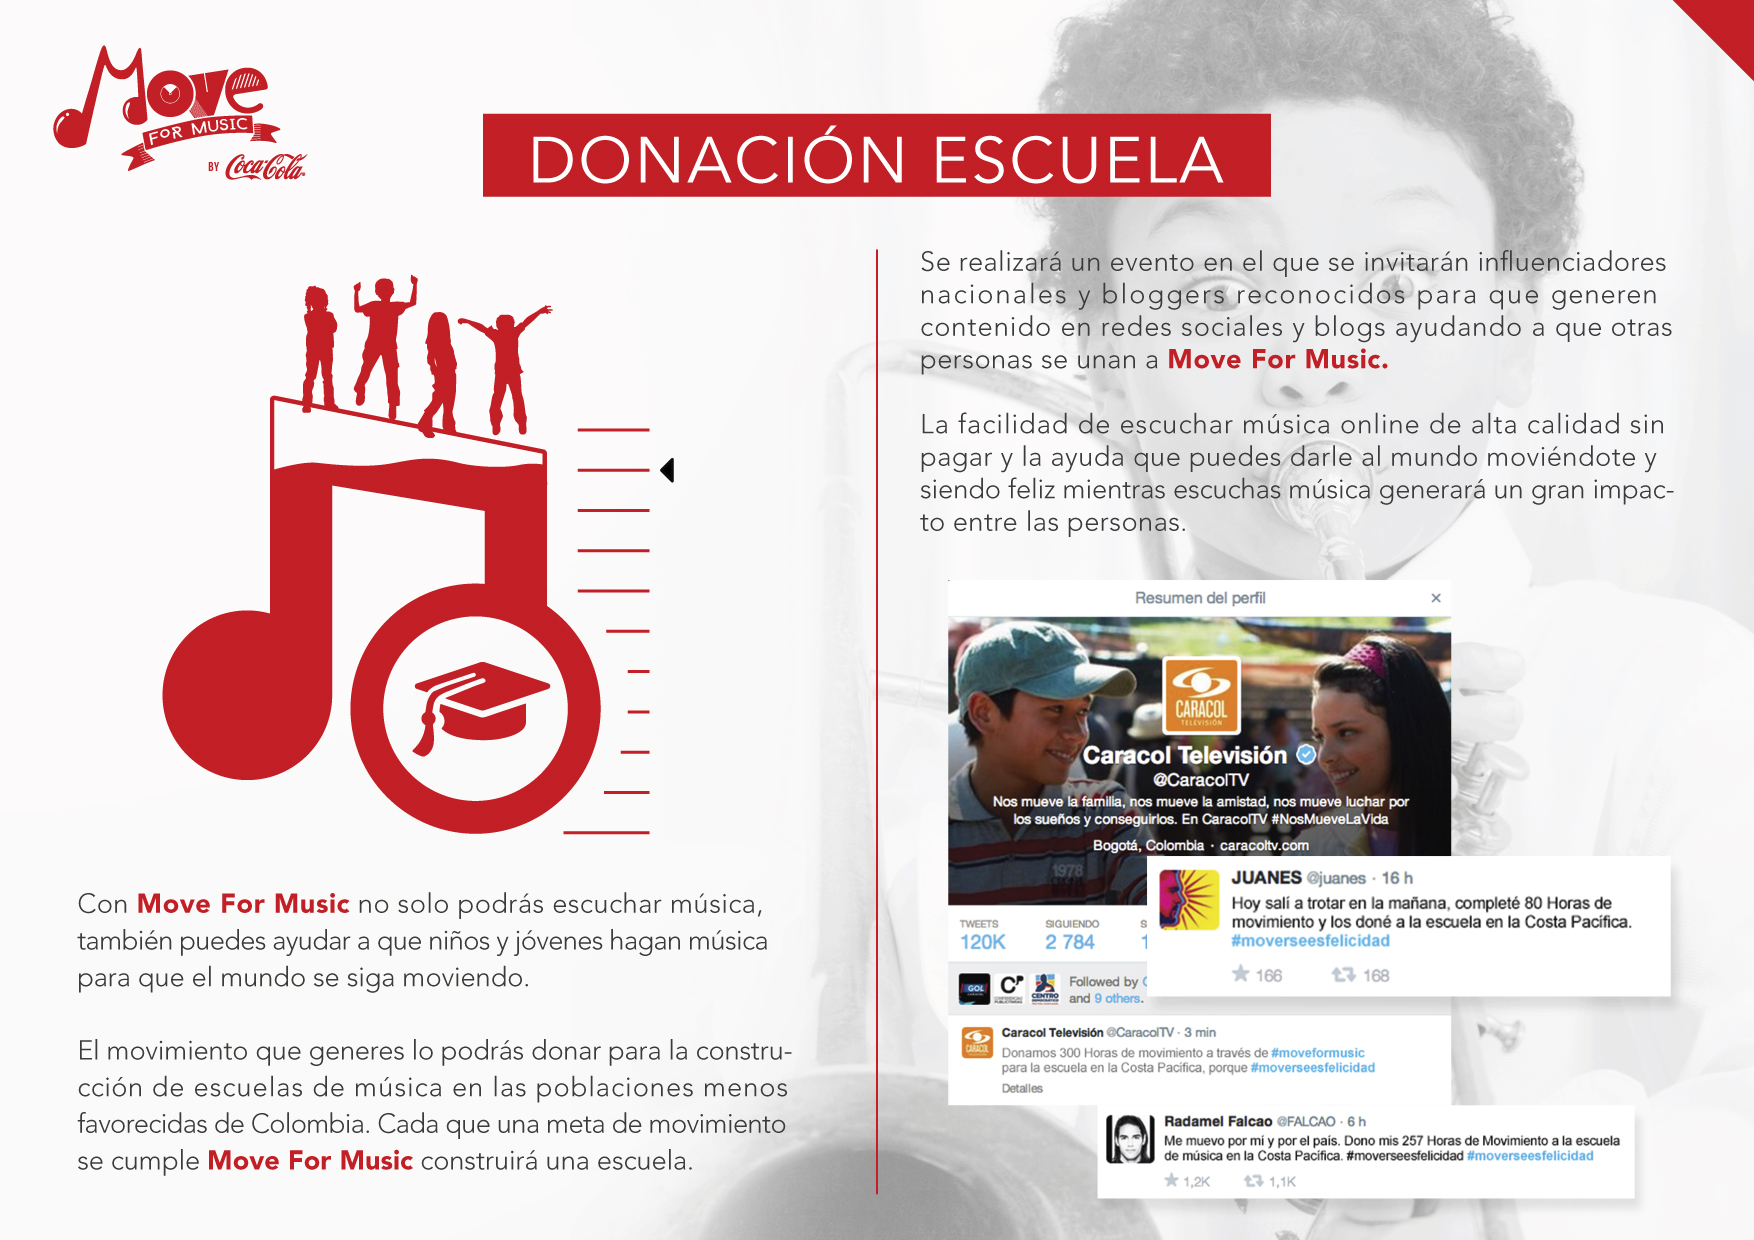 Move
FOR MUSIC
BY Coca-Cola
DONACIÓN ESCUELA
Con Move For Music no solo podrás escuchar música,
también puedes ayudar a que niños y jóvenes hagan música
para que el mundo se siga moviendo.
El movimiento que generes lo podrás donar para la constru-
cción de escuelas de música en las poblaciones menos
favorecidas de Colombia. Cada que una meta de movimiento
se cumple Move For Music construirá una escuela.
Se realizará un evento en el que se invitarán influenciadores
nacionales y bloggers reconocidos para que generen
contenido en redes sociales y blogs ayudando a que otras
personas se unan a Move For Music.
La facilidad de escuchar música online de alta calidad sin
pagar y la ayuda que puedes darle al mundo moviéndote y
siendo feliz mientras escuchas música generará un gran impac-
to entre las personas.
Resumen del perfil ×
CARACOL
TELEVISIÓN
Caracol Televisión
@CaracolTV
Nos mueve la familia, nos mueve la amistad, nos mueve luchar por
los sueños y conseguirlos. En CaracolTV #NosMueveLaVida
Bogotá, Colombia · caracoltv.com
1978
TWEETS SIGUIENDO S
120K 2 784 1
JUANES @juanes · 16 h
Hoy salí a trotar en la mañana, completé 80 Horas de
movimiento y los doné a la escuela en la Costa Pacífica.
#moverseesfelicidad
166 168
GOL
CARACOL
CP
CENTRO
DEMOCRÁTICO
Followed by
and 9 others.
CARACOL
Caracol Televisión @CaracolTV · 3 min
Donamos 300 Horas de movimiento a través de #moveformusic
para la escuela en la Costa Pacífica, porque #moverseesfelicidad
Detalles
Radamel Falcao @FALCAO · 6 h
Me muevo por mí y por el país. Dono mis 257 Horas de Movimiento a la escuela
de música en la Costa Pacífica. #moverseesfelicidad #moverseesfelicidad
1,2K 1,1K